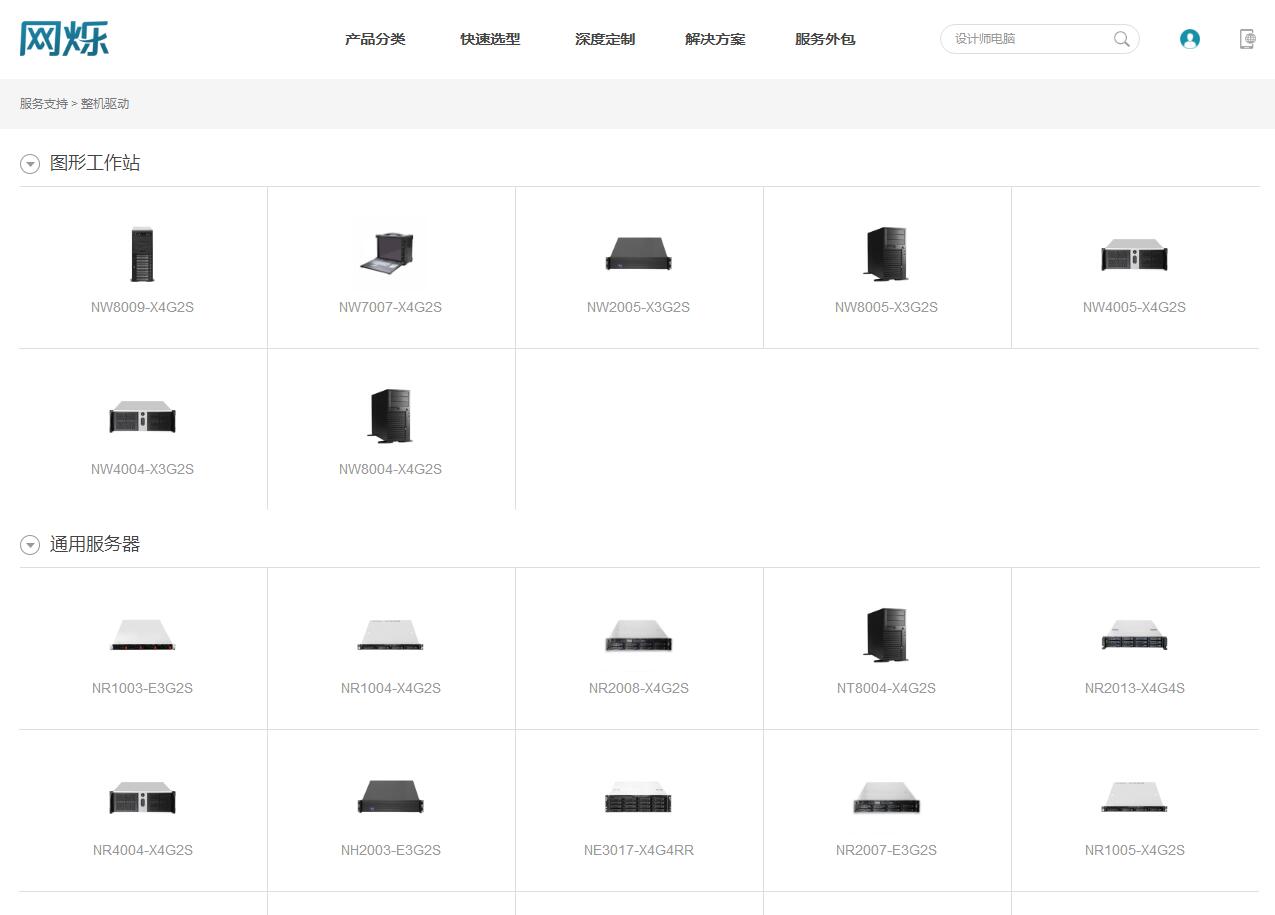 网烁
产品分类 快速选型 深度定制 解决方案 服务外包 设计师电脑
服务支持 > 整机驱动
图形工作站
NW8009-X4G2S NW7007-X4G2S NW2005-X3G2S NW8005-X3G2S NW4005-X4G2S
NW4004-X3G2S NW8004-X4G2S
通用服务器
NR1003-E3G2S NR1004-X4G2S NR2008-X4G2S NT8004-X4G2S NR2013-X4G4S
NR4004-X4G2S NH2003-E3G2S NE3017-X4G4RR NR2007-E3G2S NR1005-X4G2S